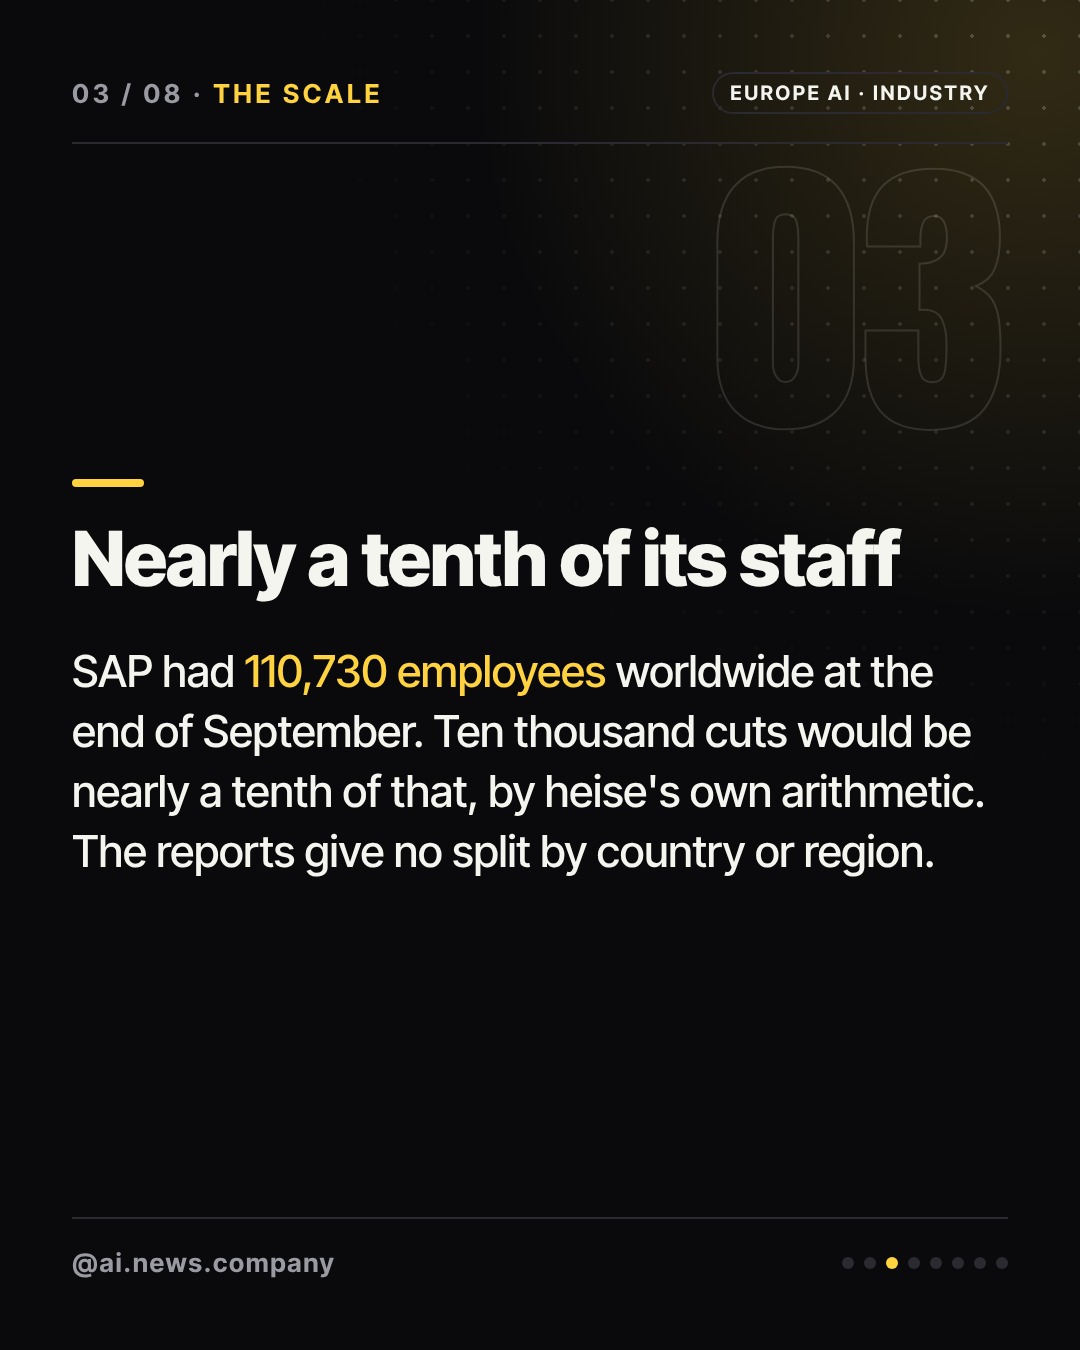 03 / 08 · THE SCALE
EUROPE AI · INDUSTRY
03
Nearly a tenth of its staff
SAP had 110,730 employees worldwide at the
end of September. Ten thousand cuts would be
nearly a tenth of that, by heise's own arithmetic.
The reports give no split by country or region.
@ai.news.company